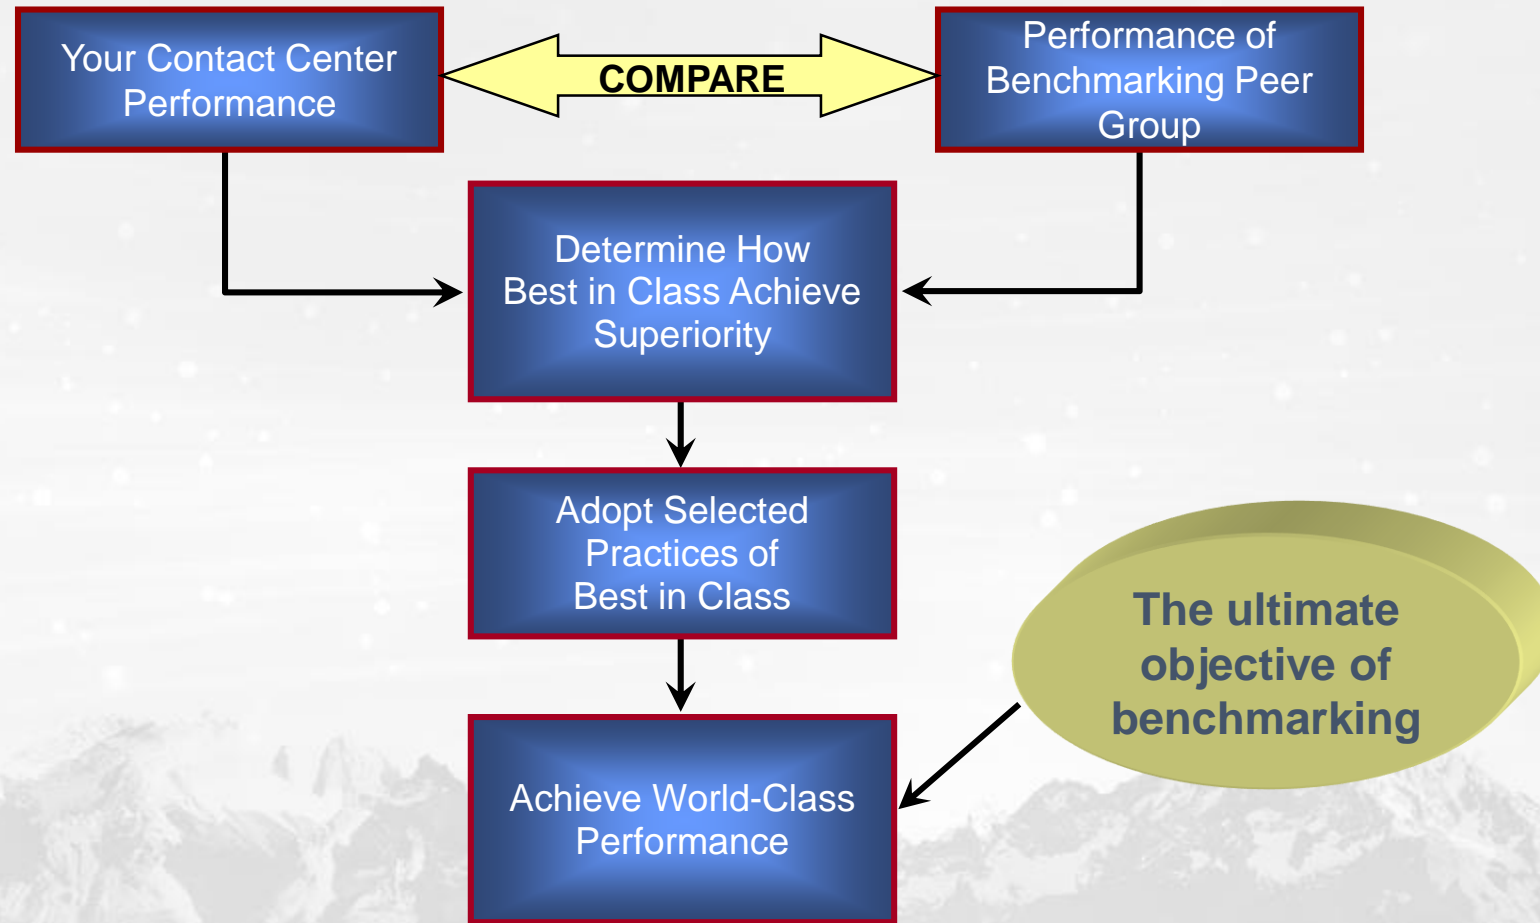 Your Contact Center
Performance
COMPARE
Performance of
Benchmarking Peer
Group
Determine How
Best in Class Achieve
Superiority
Adopt Selected
Practices of
Best in Class
The ultimate
objective of
benchmarking
Achieve World-Class
Performance